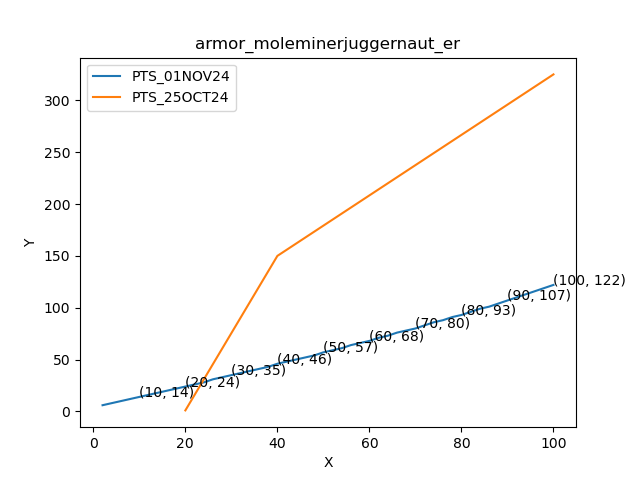 armor_moleminerjuggernaut_er
PTS_01NOV24
PTS_25OCT24
Y
300
250
200
150
100
50
0
(10, 14)
(20, 24)
(30, 35)
(40, 46)
(50, 57)
(60, 68)
(70, 80)
(80, 93)
(90, 107)
(100, 122)
0 20 40 60 80 100
X